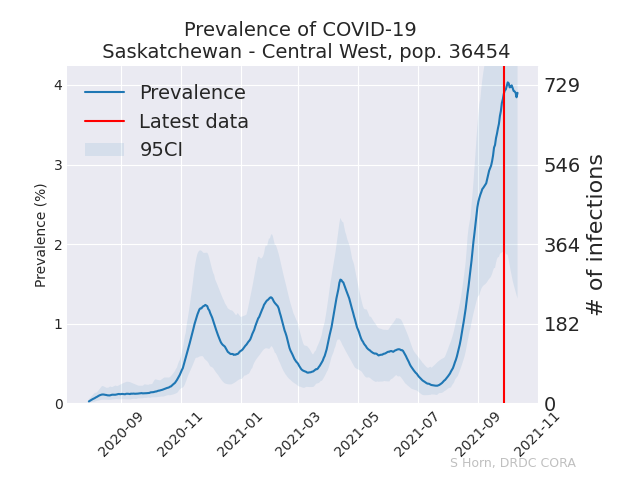 Prevalence of COVID-19
Saskatchewan - Central West, pop. 36454
Prevalence
Latest data
95CI
Prevalence (%)
4
3
2
1
0
729
546
364
182
0
# of infections
2020-09
2020-11
2021-01
2021-03
2021-05
2021-07
2021-09
2021-11
S Horn, DRDC CORA